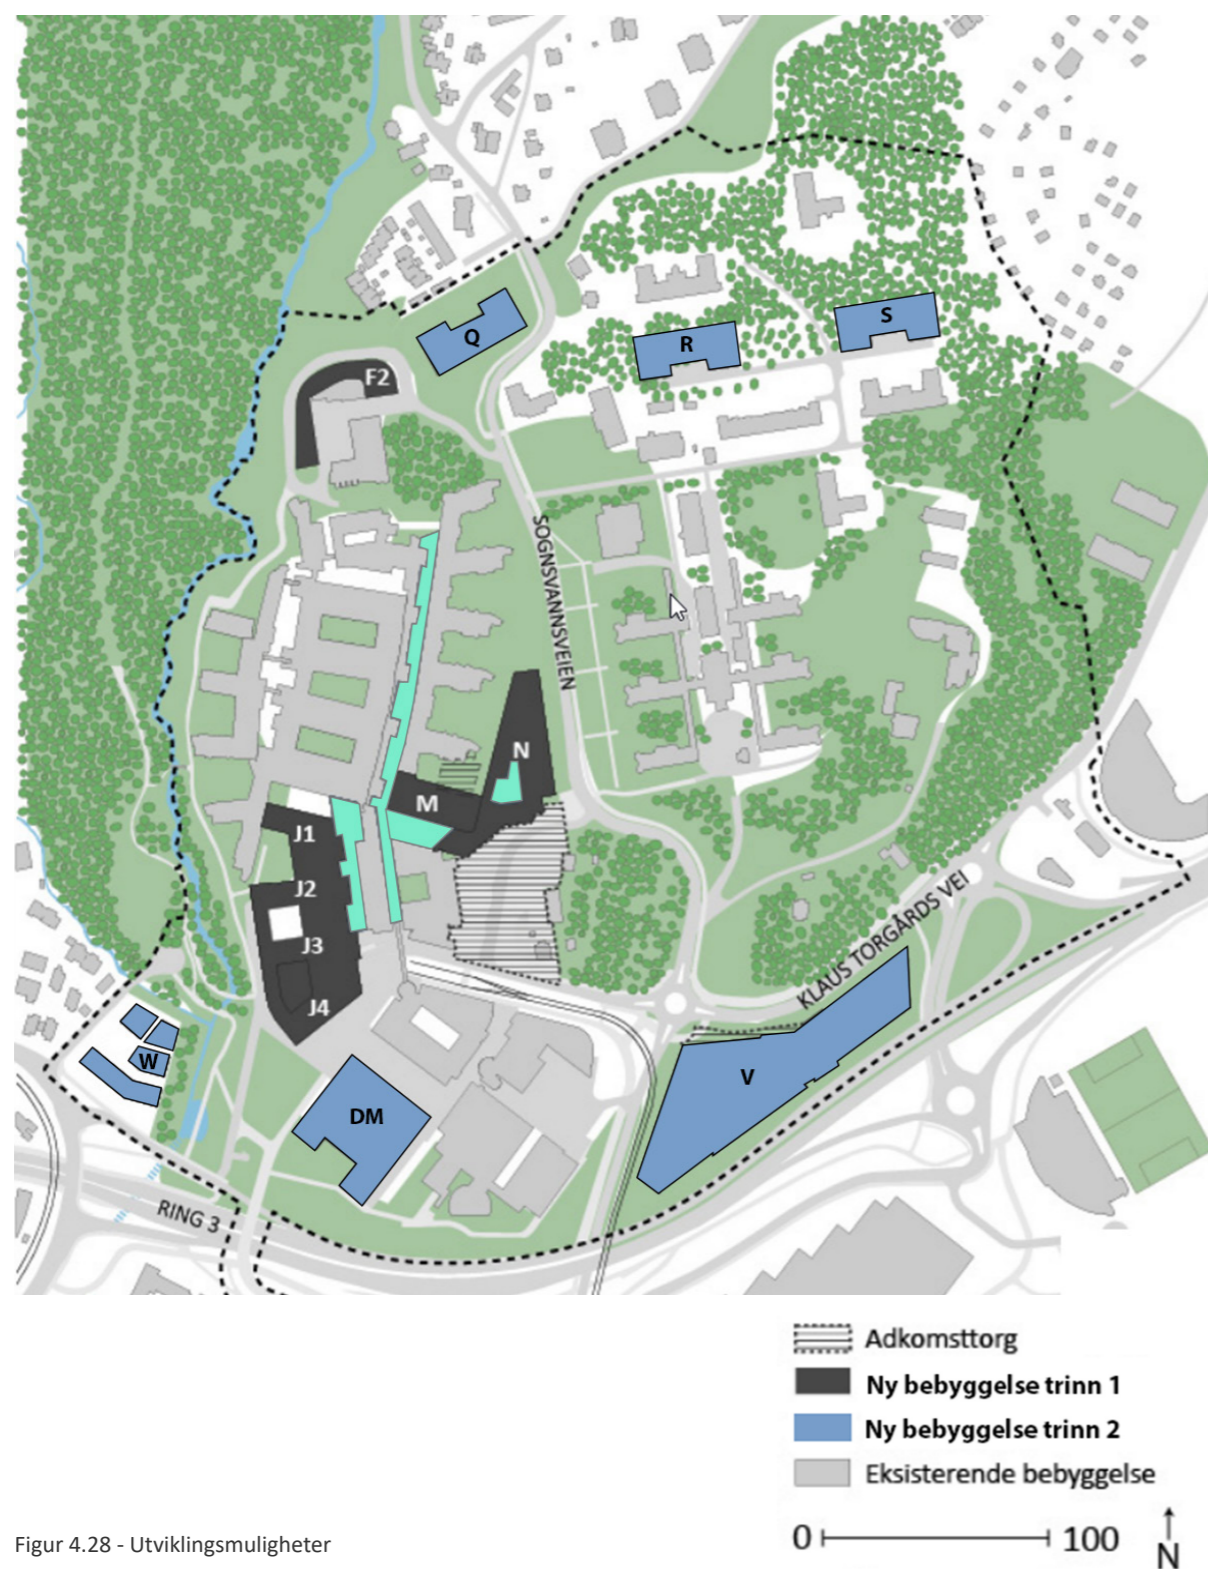 Q
R
S
F2
SOGNSVANNSVEIEN
N
M
J1
J2
J3
J4
KLAUS TORGÅRDS VEI
W
V
DM
RING 3
Adkomsttorg
Ny bebyggelse trinn 1
Ny bebyggelse trinn 2
Eksisterende bebyggelse
0 100
N
Figur 4.28 - Utviklingsmuligheter